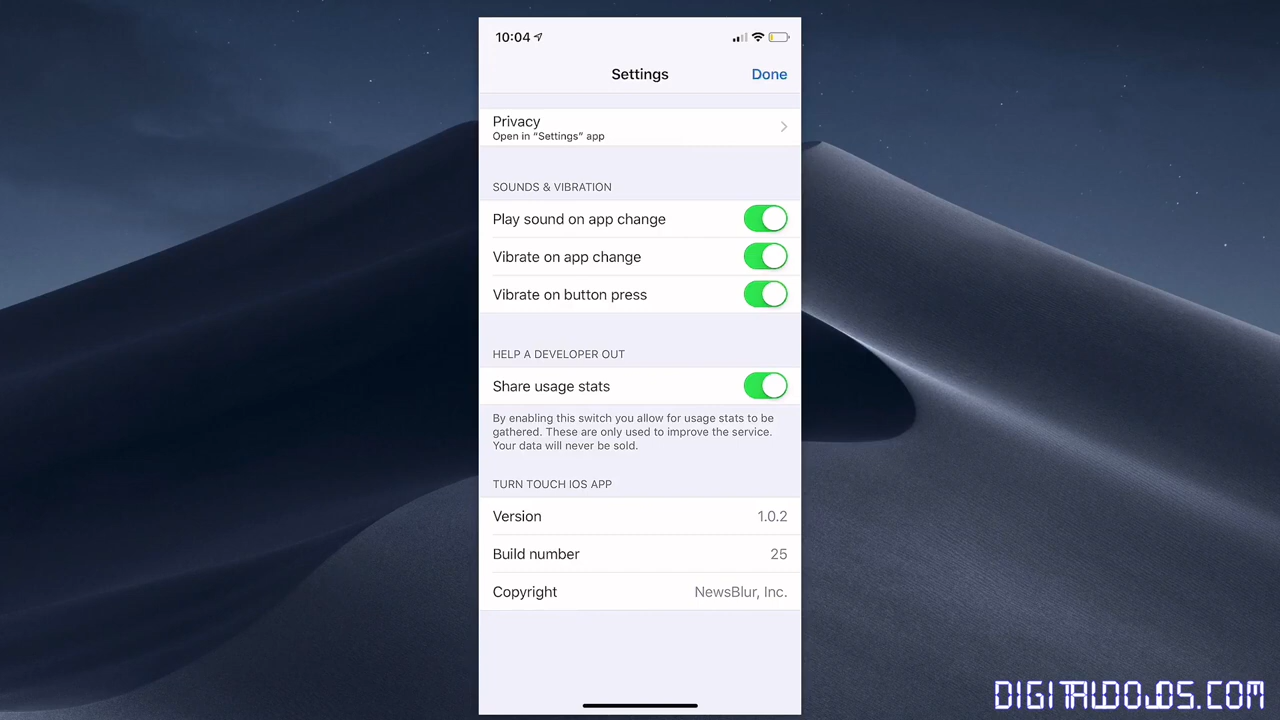 10:04
Settings
Done
Privacy
Open in “Settings” app
SOUNDS & VIBRATION
Play sound on app change
Vibrate on app change
Vibrate on button press
HELP A DEVELOPER OUT
Share usage stats
By enabling this switch you allow for usage stats to be
gathered. These are only used to improve the service.
Your data will never be sold.
TURN TOUCH IOS APP
Version 1.0.2
Build number 25
Copyright NewsBlur, Inc.
DIGITALDOJOS.COM